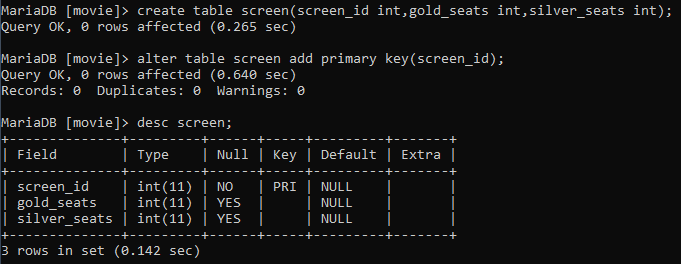 MariaDB [movie]> create table screen(screen_id int,gold_seats int,silver_seats int);
Query OK, 0 rows affected (0.265 sec)
MariaDB [movie]> alter table screen add primary key(screen_id);
Query OK, 0 rows affected (0.640 sec)
Records: 0  Duplicates: 0  Warnings: 0
MariaDB [movie]> desc screen;
+--------------+---------+------+-----+---------+-------+
| Field        | Type    | Null | Key | Default | Extra |
+--------------+---------+------+-----+---------+-------+
| screen_id    | int(11) | NO   | PRI | NULL    |       |
| gold_seats   | int(11) | YES  |     | NULL    |       |
| silver_seats | int(11) | YES  |     | NULL    |       |
+--------------+---------+------+-----+---------+-------+
3 rows in set (0.142 sec)